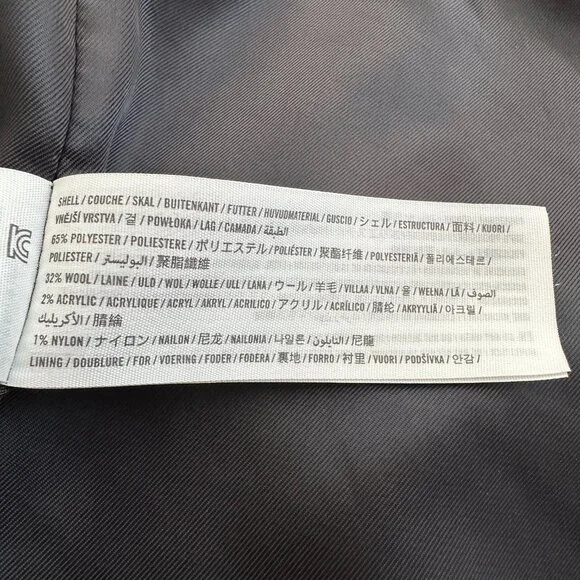 SHELL / COUCHE / SKAL / BUITENKANT / FUTTER / HUVUDMATERIAL / GUSCIO / シェル / ESTRUCTURA / 面料 / KUORI /
VNĚJŠÍ VRSTVA / 겉 / POWŁOKA / LAG / CAMADA / الطبقة
65% POLYESTER / POLIESTERE / ポリエステル / POLIÉSTER / 聚酯纤维 / POLYESTERIÄ / 폴리에스테르 /
POLIESTER / البوليستر / 聚脂纖維
32% WOOL / LAINE / ULD / WOL / WOLLE / ULL / LANA / ウール / 羊毛 / VILLAA / VLNA / 울 / WEŁNA / LÃ / الصوف
2% ACRYLIC / ACRYLIQUE / ACRYL / AKRYL / ACRILICO / アクリル / ACRÍLICO / 腈纶 / AKRYYLIÄ / 아크릴 /
الأكريليك / 腈綸
1% NYLON / ナイロン / NAILON / 尼龙 / NAILONIA / 나일론 / النايلون / 尼龍
LINING / DOUBLURE / FOR / VOERING / FODER / FODERA / 裏地 / FORRO / 衬里 / VUORI / PODŠÍVKA / 안감 /